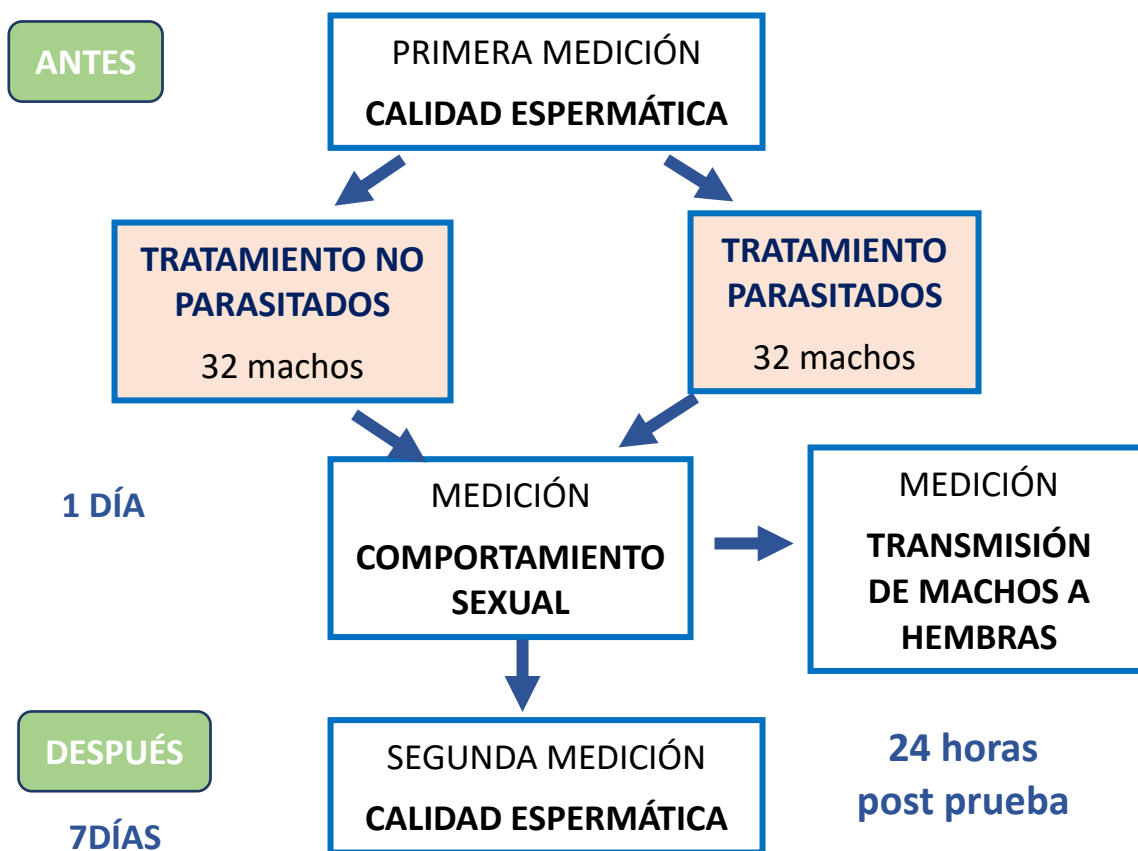 ANTES
PRIMERA MEDICIÓN
CALIDAD ESPERMÁTICA
TRATAMIENTO NO
PARASITADOS
32 machos
TRATAMIENTO
PARASITADOS
32 machos
1 DÍA
MEDICIÓN
COMPORTAMIENTO
SEXUAL
MEDICIÓN
TRANSMISIÓN
DE MACHOS A
HEMBRAS
DESPUÉS
7DÍAS
SEGUNDA MEDICIÓN
CALIDAD ESPERMÁTICA
24 horas
post prueba